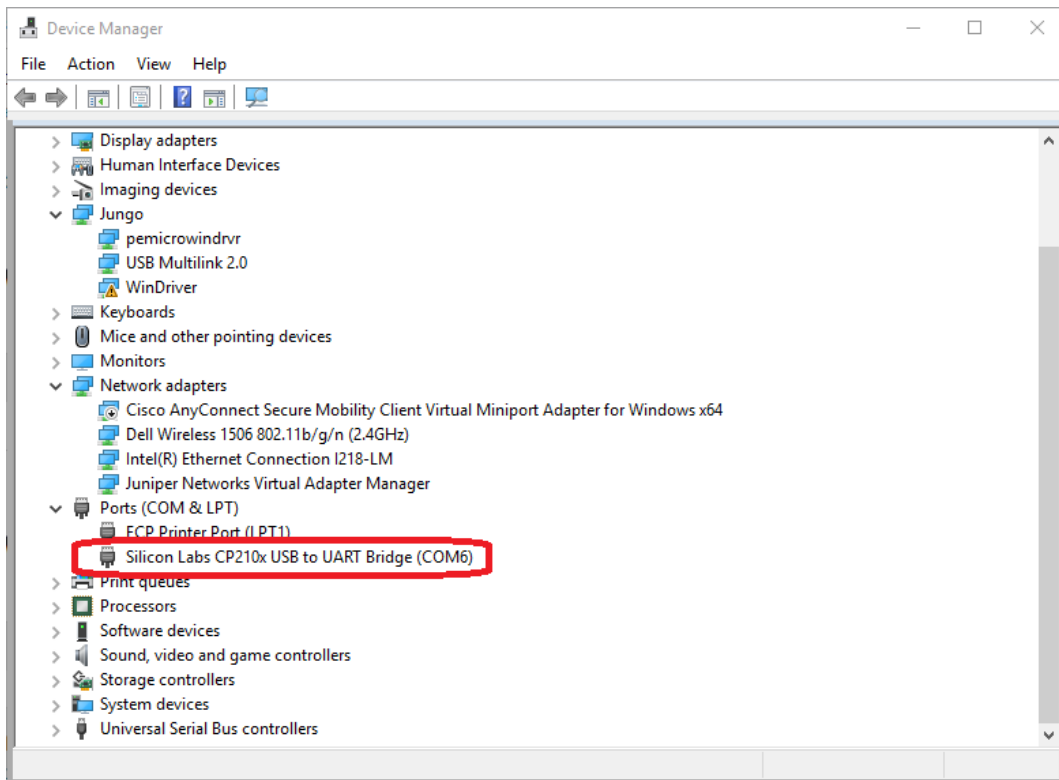 Device Manager
File Action View Help
Display adapters
Human Interface Devices
Imaging devices
Jungo
pemicrowindrvr
USB Multilink 2.0
WinDriver
Keyboards
Mice and other pointing devices
Monitors
Network adapters
Cisco AnyConnect Secure Mobility Client Virtual Miniport Adapter for Windows x64
Dell Wireless 1506 802.11b/g/n (2.4GHz)
Intel(R) Ethernet Connection I218-LM
Juniper Networks Virtual Adapter Manager
Ports (COM & LPT)
ECP Printer Port (LPT1)
Silicon Labs CP210x USB to UART Bridge (COM6)
Print queues
Processors
Software devices
Sound, video and game controllers
Storage controllers
System devices
Universal Serial Bus controllers